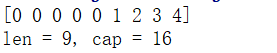 [0 0 0 0 0 1 2 3 4]
len = 9, cap = 16